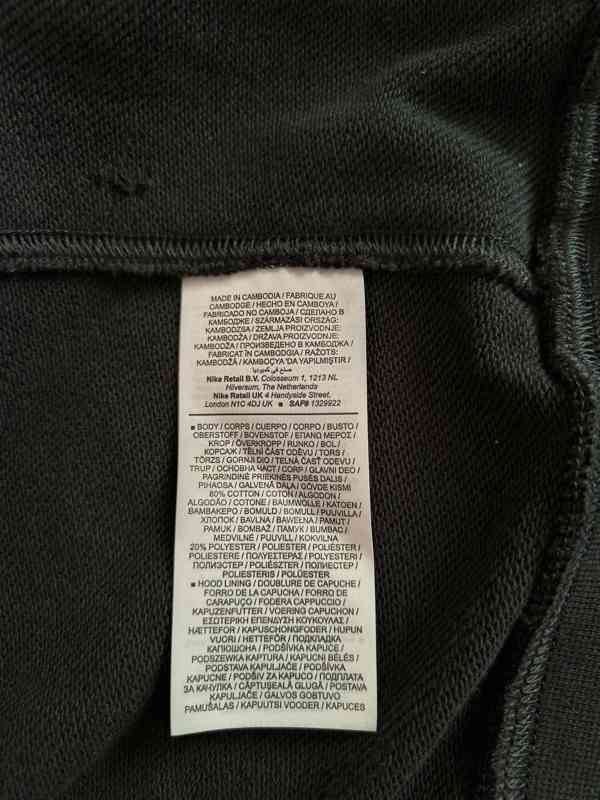 MADE IN CAMBODIA / FABRIQUE AU
CAMBODGE / HECHO EN CAMBOYA /
FABRICADO NO CAMBOJA / СДЕЛАНО В
КАМБОДЖЕ / SZÁRMAZÁSI ORSZÁG:
KAMBODZSA / ZEMLJA PROIZVODNJE:
KAMBODŽA / DRŽAVA PROIZVODNJE:
KAMBODŽA / ПРОИЗВЕДЕНО В КАМБОДЖА /
FABRICAT ÎN CAMBODGIA / RAŽOTS:
KAMBODŽĀ / KAMBOÇYA 'DA YAPILMIŞTIR /
صنع في كمبوديا
Nike Retail B.V. Colosseum 1, 1213 NL
Hilversum, The Netherlands
Nike Retail UK 4 Handyside Street.
London N1C 4DJ UK ■ SAP# 1329922
■ BODY / CORPS / CUERPO / CORPO / BUSTO /
OBERSTOFF / BOVENSTOF / ΕΠΑΝΩ ΜΕΡΟΣ /
KROP / ÖVERKROPP / RUNKO / BOL /
КОРСАЖ / TĚLNÍ ČÁST ODĚVU / TORS /
TÖRZS / GORNJI DIO / TELNÁ ČASŤ ODEVU /
TRUP / ОСНОВНА ЧАСТ / CORP / GLAVNI DEO /
PAGRINDINĖ PRIEKINĖS PUSĖS DALIS /
PIHAOSA / GALVENĀ DAĻA / GÖVDE KISMI
80% COTTON / COTON / ALGODON /
ALGODÃO / COTONE / BAUMWOLLE / KATOEN /
ΒΑΜΒΑΚΕΡΟ / BOMULD / BOMULL / PUUVILLA /
ХЛОПОК / BAVLNA / BAWEŁNA / PAMUT /
PAMUK / BOMBAŽ / ПАМУК / BUMBAC /
MEDVILNĖ / PUUVILL / KOKVILNA
20% POLYESTER / POLIESTER / POLIÉSTER /
POLIESTERE / ΠΟΛΥΕΣΤΕΡΑΣ / POLYESTERI /
ПОЛИЭСТЕР / POLIÉSZTER / ПОЛИЕСТЕР /
POLIESTERIS / POLÜESTER
■ HOOD LINING / DOUBLURE DE CAPUCHE /
FORRO DE LA CAPUCHA / FORRO DE
CARAPUÇO / FODERA CAPPUCCIO /
KAPUZENFUTTER / VOERING CAPUCHON /
ΕΣΩΤΕΡΙΚΗ ΕΠΕΝΔΥΣΗ ΚΟΥΚΟΥΛΑΣ /
HÆTTEFOR / KAPUSCHONGFODER / HUPUN
VUORI / HETTEFÔR / ПОДКЛАДКА
КАПЮШОНА / PODŠÍVKA KAPUCE /
PODSZEWKA KAPTURA / KAPUCNI BÉLÉS /
PODSTAVA KAPULJAČE / PODŠÍVKA
KAPUCNE / PODŠIV ZA KAPUCO / ПОДПЛАТА
ЗА КАЧУЛКА / CĂPTUŞEALĂ GLUGĂ / POSTAVA
KAPULJAČE / GALVOS GOBTUVO
PAMUŠALAS / KAPUUTSI VOODER / KAPUCES